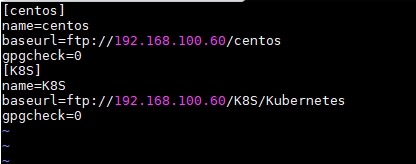 [centos]
name=centos
baseurl=ftp://192.168.100.60/centos
gpgcheck=0
[K8S]
name=K8S
baseurl=ftp://192.168.100.60/K8S/Kubernetes
gpgcheck=0
~
~
~